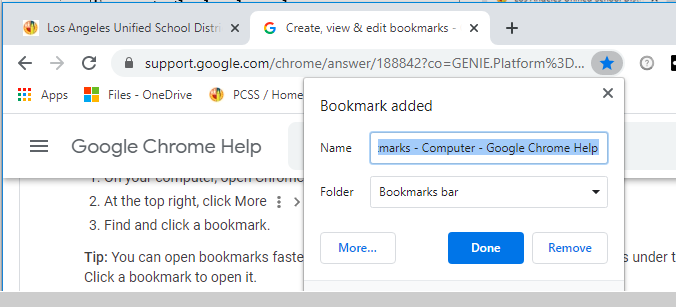 Los Angeles Unified School Distri
Create, view & edit bookmarks -
support.google.com/chrome/answer/188842?co=GENIE.Platform%3D...
Apps
Files - OneDrive
PCSS / Home
Bookmark added
Google Chrome Help
Name
marks - Computer - Google Chrome Help
1. On your computer, open Chrome
Folder
Bookmarks bar
2. At the top right, click More
3. Find and click a bookmark.
More...
Done
Remove
Tip: You can open bookmarks faste
s under t
Click a bookmark to open it.